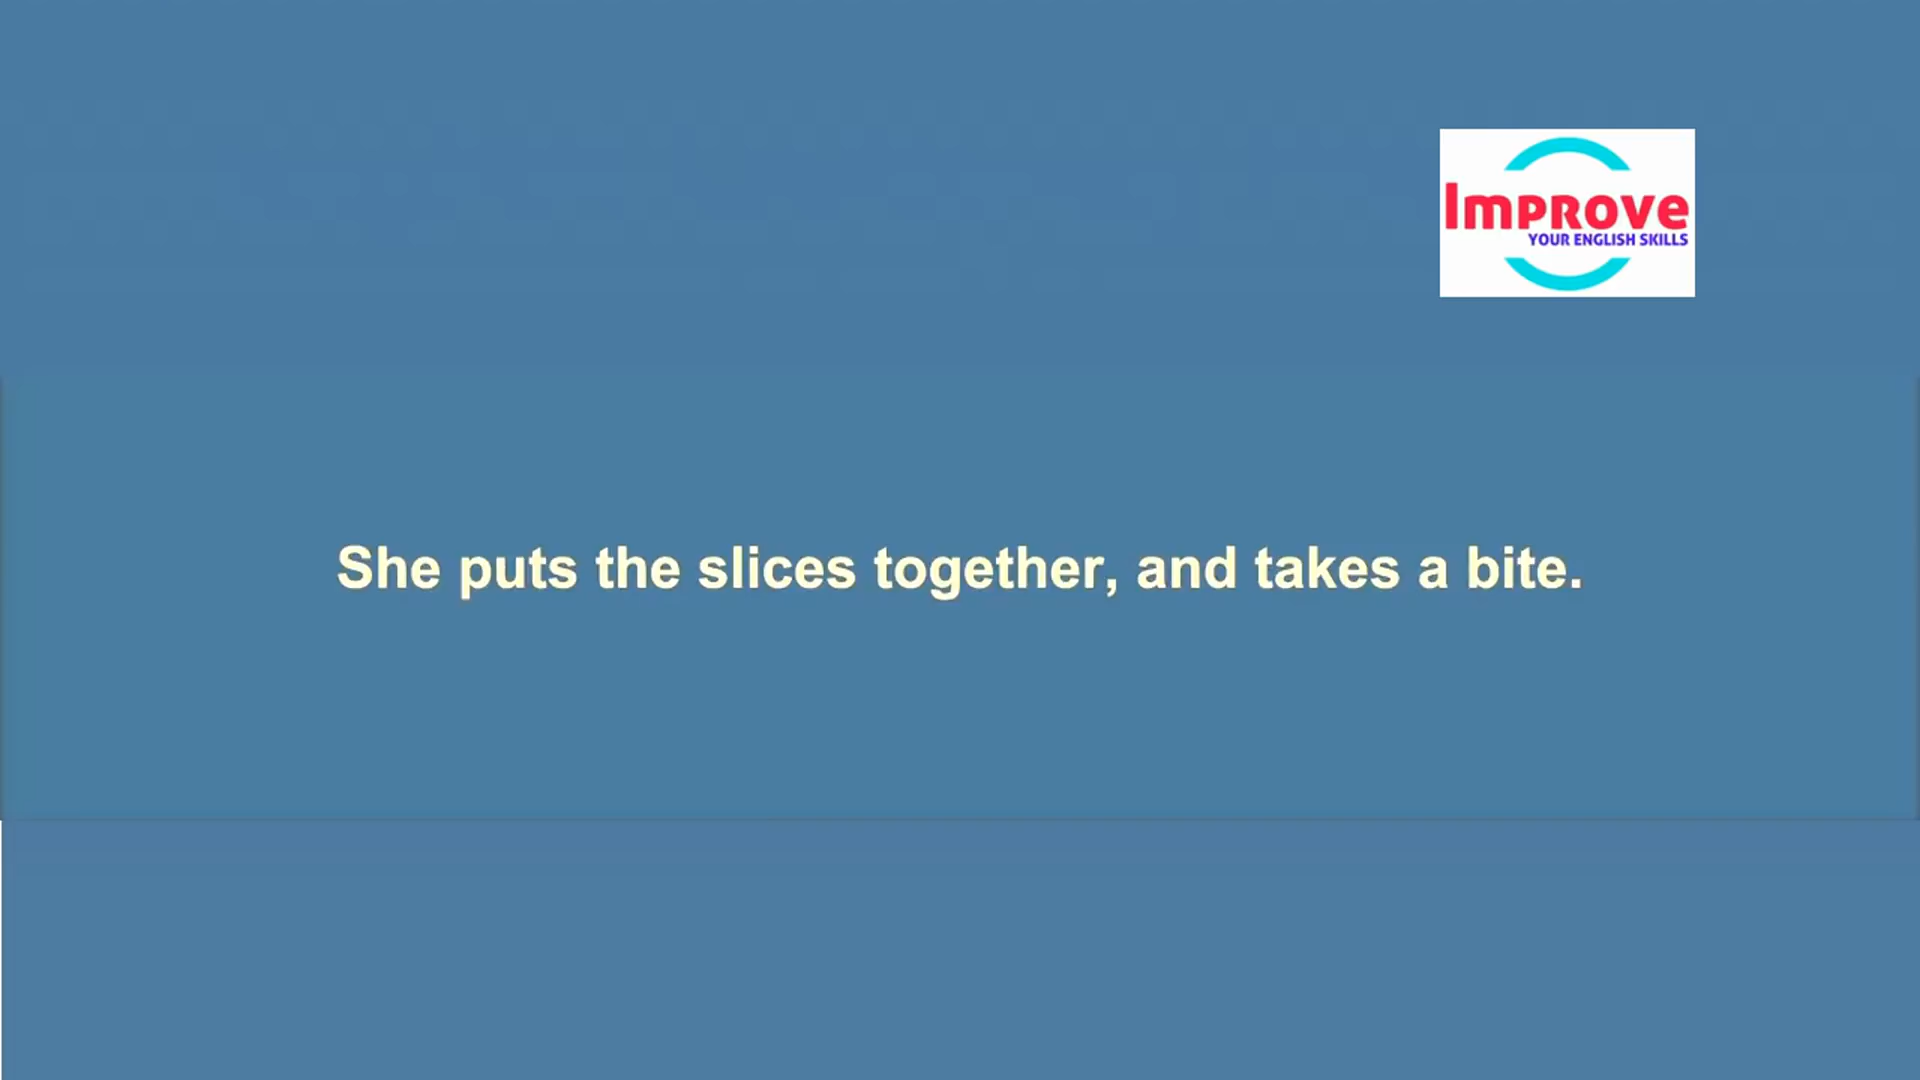 Improve
YOUR ENGLISH SKILLS
She puts the slices together, and takes a bite.